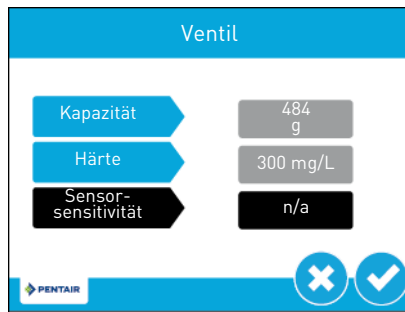 Ventil
Kapazität
484
g
Härte
300 mg/L
Sensor-
sensitivität
n/a
PENTAIR